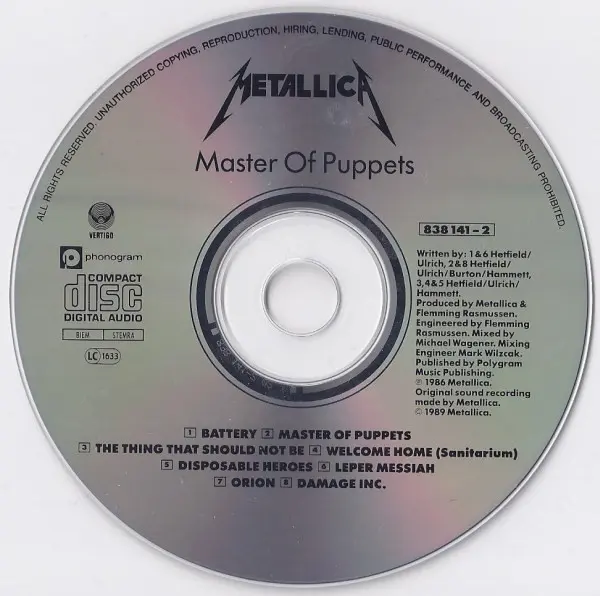 ALL RIGHTS RESERVED. UNAUTHORIZED COPYING, REPRODUCTION, HIRING, LENDING, PUBLIC PERFORMANCE AND BROADCASTING PROHIBITED.
METALLICA
Master Of Puppets
VERTIGO
phonogram
COMPACT
disc
DIGITAL AUDIO
BIEM STEMRA
LC 1633
838 141-2
Written by: 1 & 6 Hetfield/
Ulrich, 2 & 8 Hetfield/
Ulrich/Burton/Hammett,
3, 4 & 5 Hetfield/Ulrich/
Hammett.
Produced by Metallica &
Flemming Rasmussen.
Engineered by Flemming
Rasmussen. Mixed by
Michael Wagener. Mixing
Engineer Mark Wilzcak.
Published by Polygram
Music Publishing.
℗ 1986 Metallica.
Original sound recording
made by Metallica.
© 1989 Metallica.
1 BATTERY 2 MASTER OF PUPPETS
3 THE THING THAT SHOULD NOT BE 4 WELCOME HOME (Sanitarium)
5 DISPOSABLE HEROES 6 LEPER MESSIAH
7 ORION 8 DAMAGE INC.